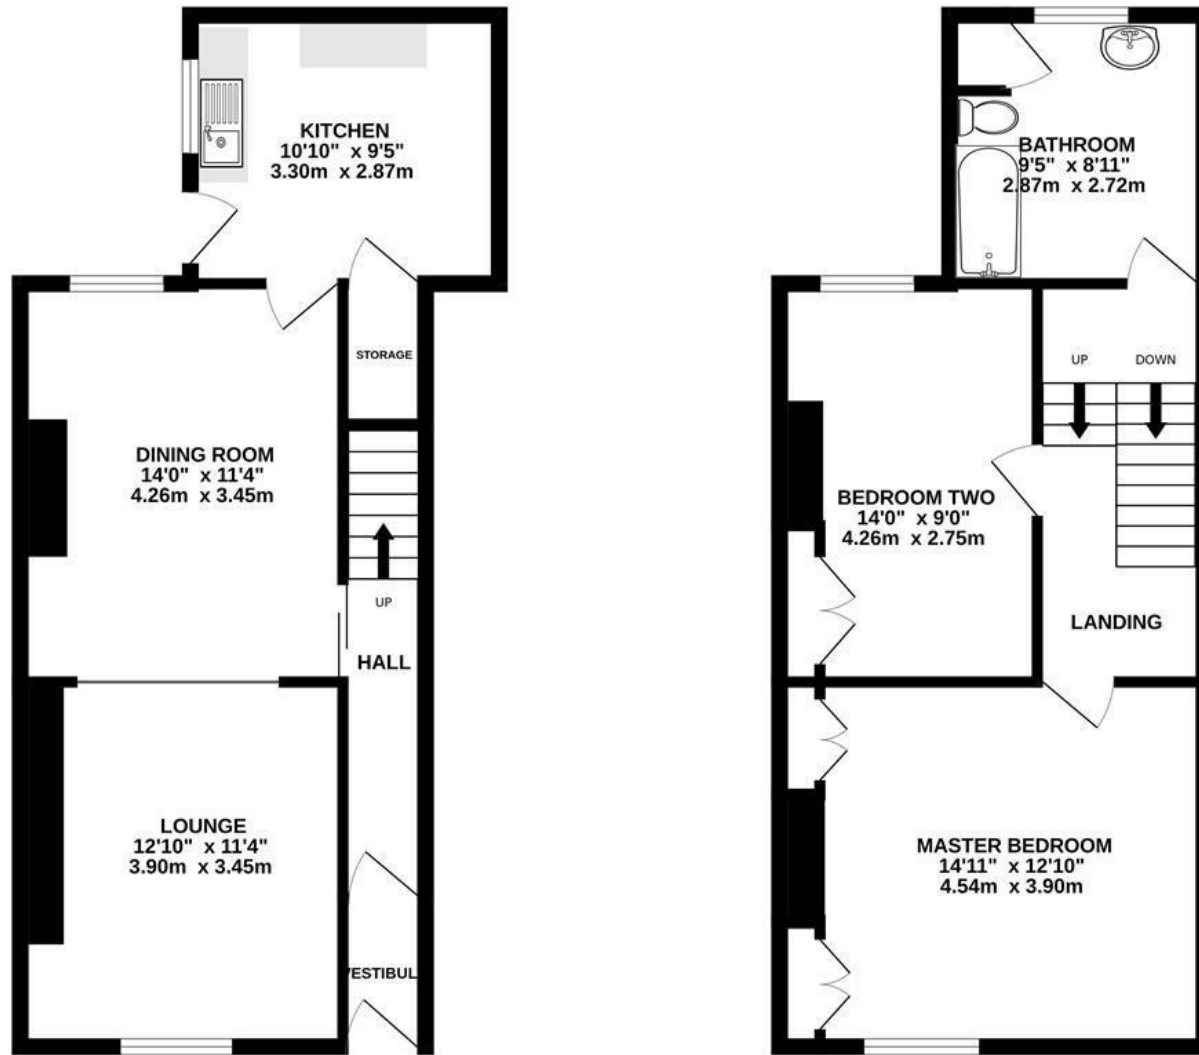 KITCHEN
10'10" x 9'5"
3.30m x 2.87m
STORAGE
DINING ROOM
14'0" x 11'4"
4.26m x 3.45m
UP
HALL
LOUNGE
12'10" x 11'4"
3.90m x 3.45m
VESTIBUL
BATHROOM
9'5" x 8'11"
2.87m x 2.72m
UP DOWN
BEDROOM TWO
14'0" x 9'0"
4.26m x 2.75m
LANDING
MASTER BEDROOM
14'11" x 12'10"
4.54m x 3.90m